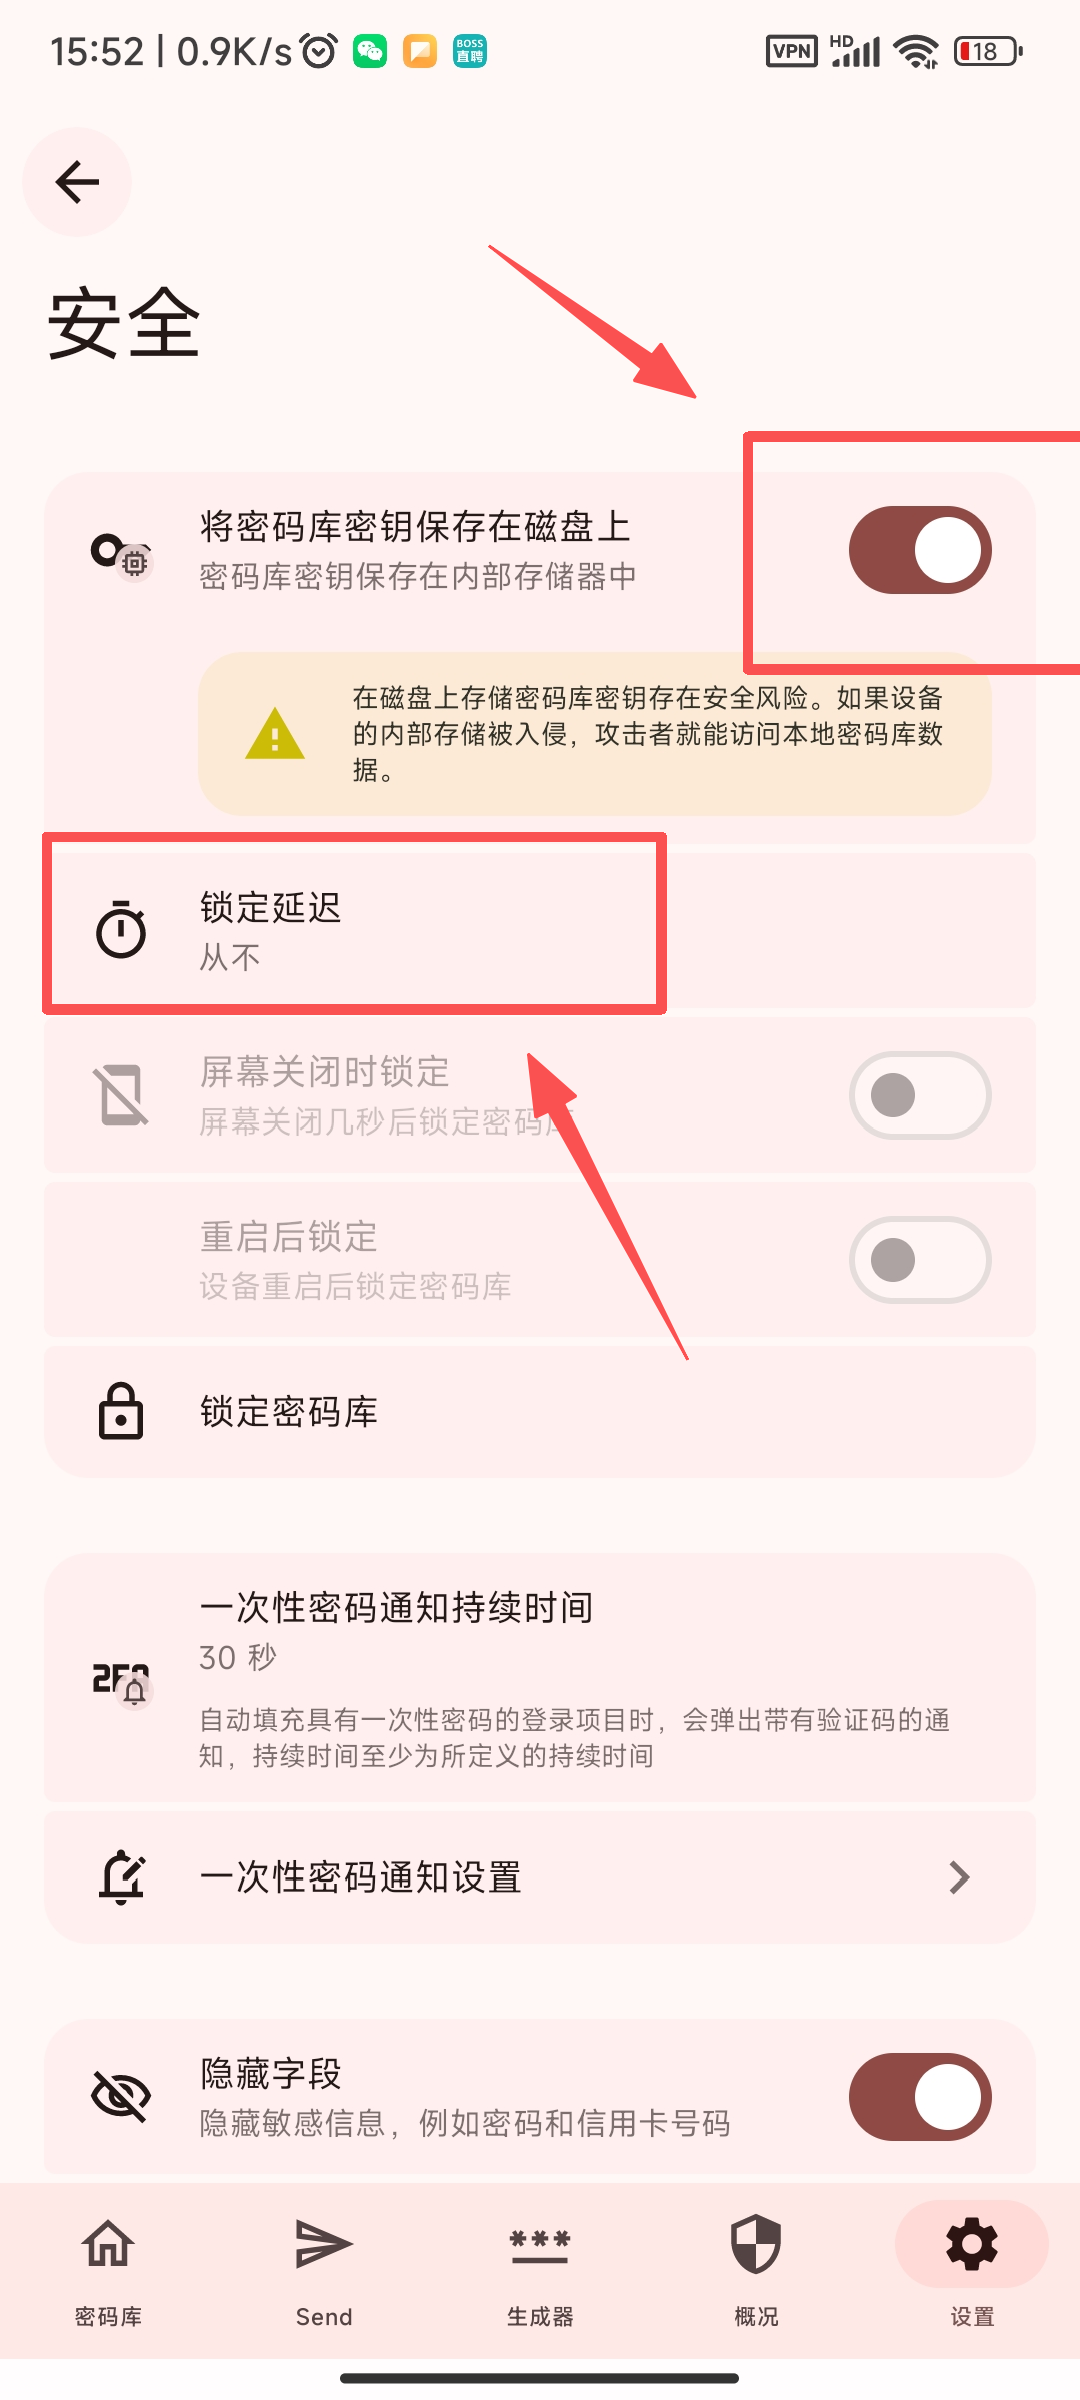 15:52 | 0.9K/s
BOSS
直聘
VPN
HD
18
安全
将密码库密钥保存在磁盘上
密码库密钥保存在内部存储器中
在磁盘上存储密码库密钥存在安全风险。如果设备
的内部存储被入侵，攻击者就能访问本地密码库数
据。
锁定延迟
从不
屏幕关闭时锁定
屏幕关闭几秒后锁定密码库
重启后锁定
设备重启后锁定密码库
锁定密码库
一次性密码通知持续时间
30 秒
自动填充具有一次性密码的登录项目时，会弹出带有验证码的通
知，持续时间至少为所定义的持续时间
一次性密码通知设置
隐藏字段
隐藏敏感信息，例如密码和信用卡号码
密码库
Send
生成器
概况
设置